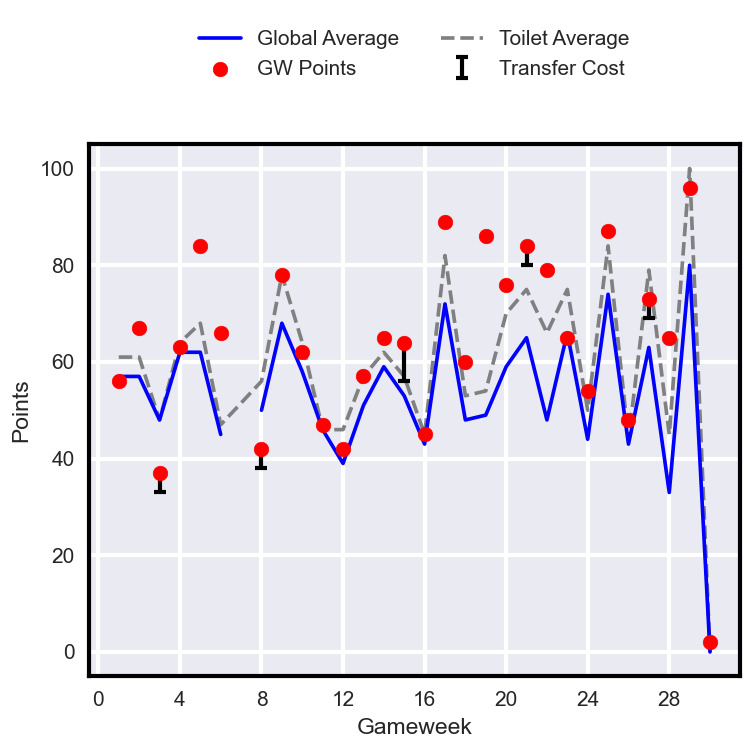 Global Average
Toilet Average
GW Points
Transfer Cost
100
80
60
40
20
0
Points
0 4 8 12 16 20 24 28
Gameweek